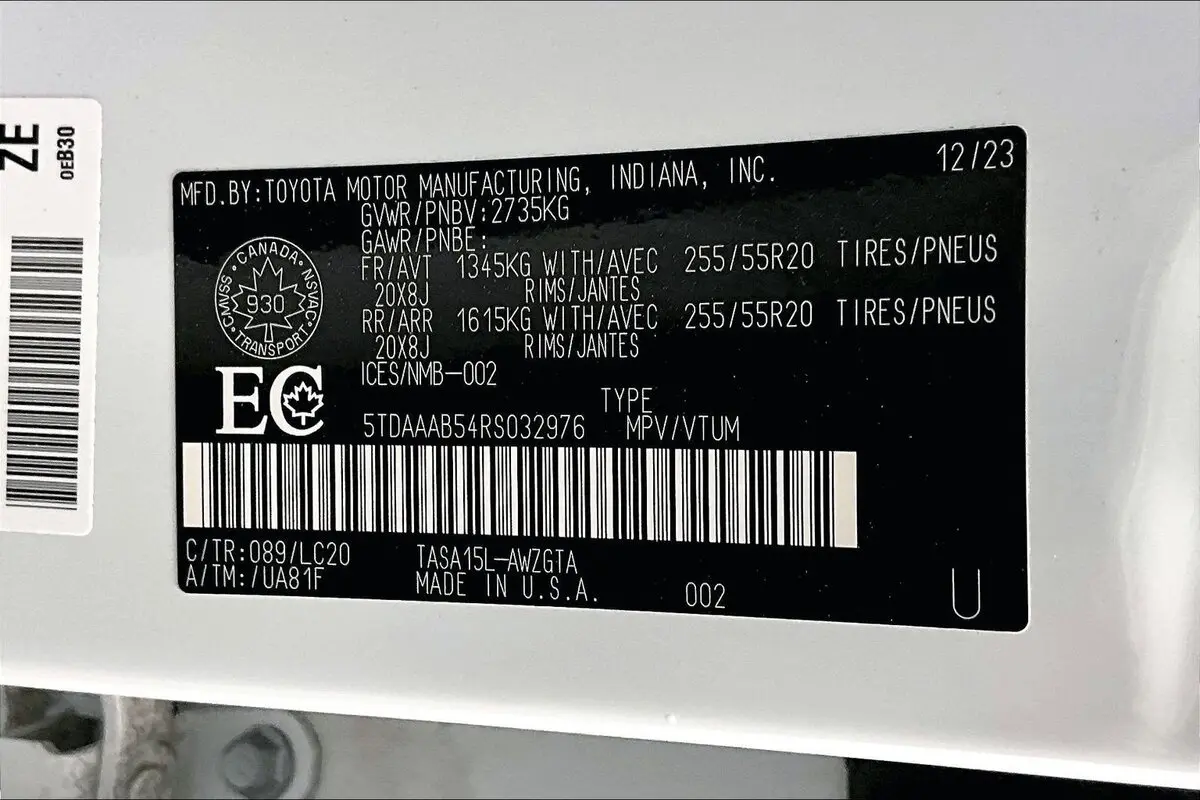 ZE
0EB30
MFD.BY:TOYOTA MOTOR MANUFACTURING, INDIANA, INC. 12/23
GVWR/PNBV:2735KG
GAWR/PNBE:
FR/AVT 1345KG WITH/AVEC 255/55R20 TIRES/PNEUS
20X8J RIMS/JANTES
RR/ARR 1615KG WITH/AVEC 255/55R20 TIRES/PNEUS
20X8J RIMS/JANTES
ICES/NMB-002
CANADA
NSVAC
TRANSPORT
CMVSS
930
EC
TYPE
5TDAAAB54RS032976 MPV/VTUM
C/TR:089/LC20 TASA15L-AWZGTA
A/TM:/UA81F MADE IN U.S.A. 002 U